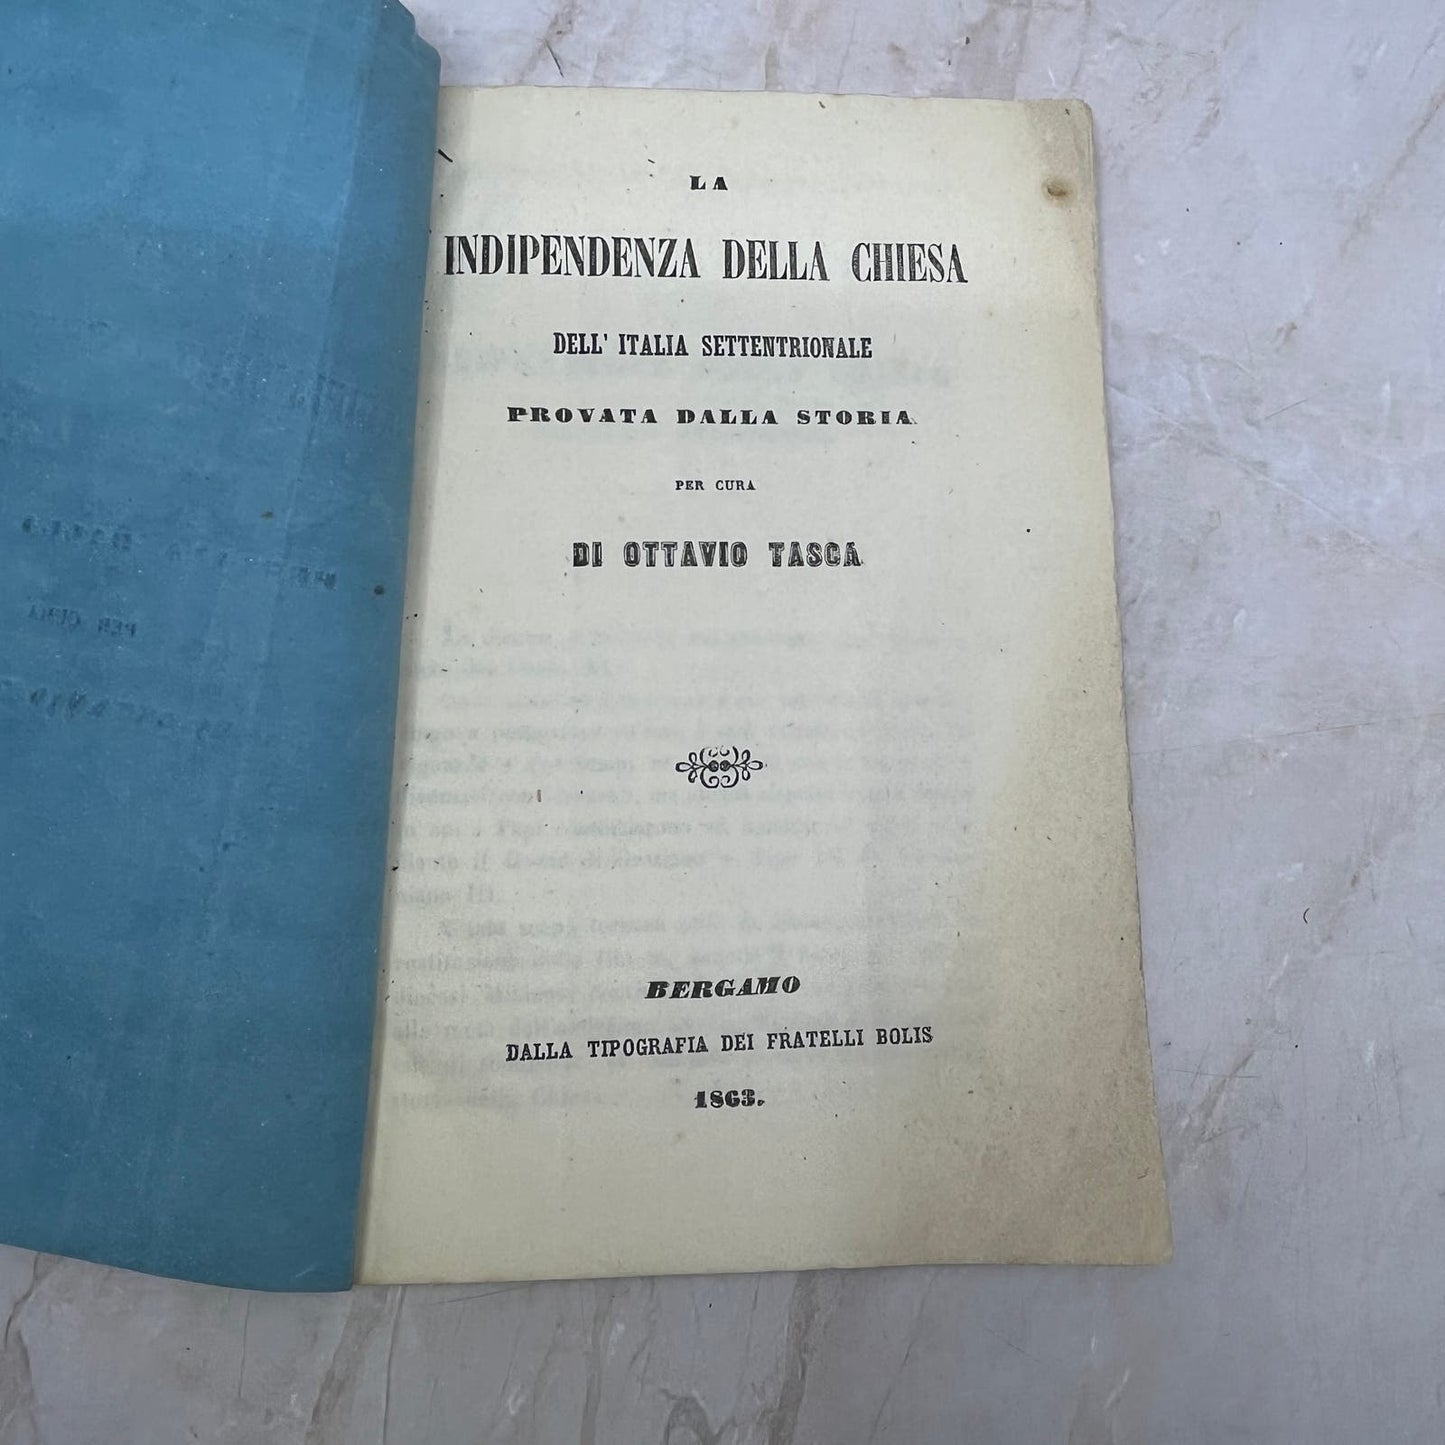 LA
INDIPENDENZA DELLA CHIESA
DELL' ITALIA SETTENTRIONALE
PROVATA DALLA STORIA
PER CURA
DI OTTAVIO TASCA
BERGAMO
DALLA TIPOGRAFIA DEI FRATELLI BOLIS
1863.